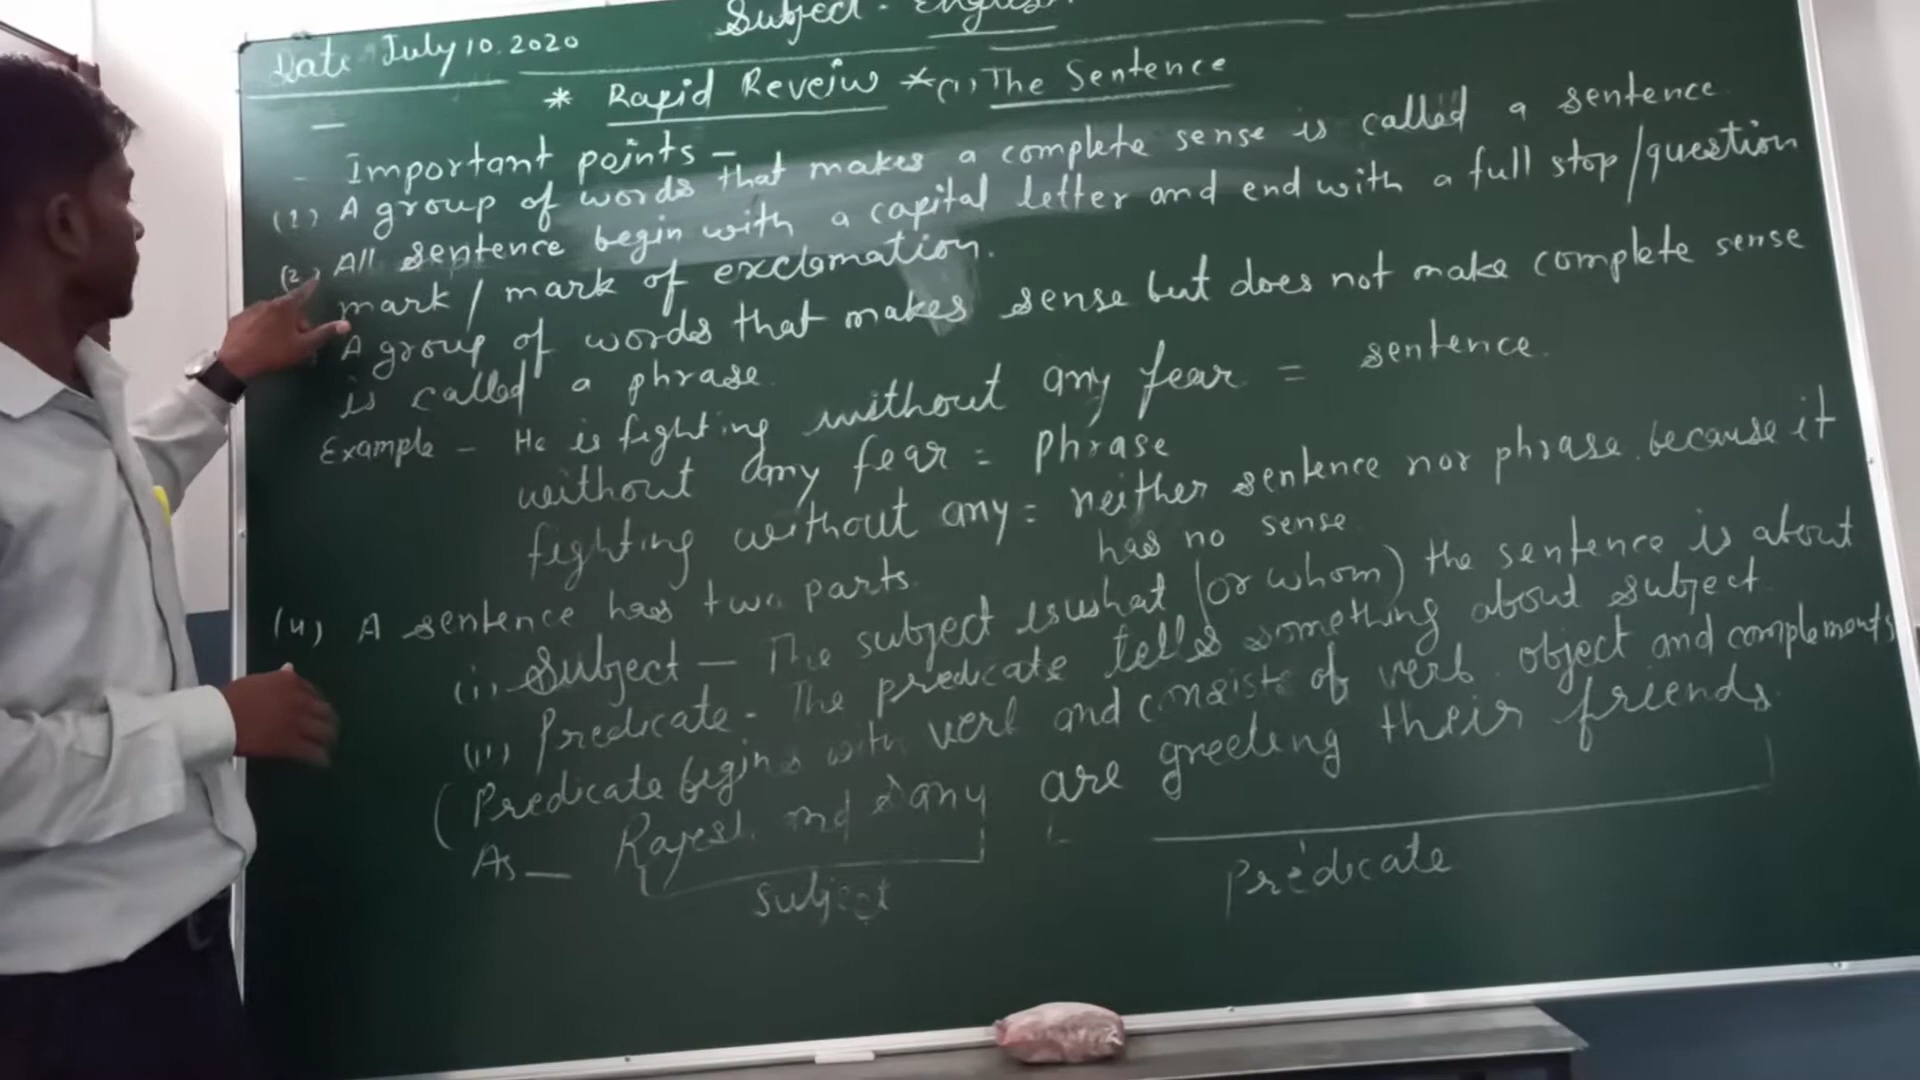 Subject - English
Date July 10.2020
* Rapid Reveiw * (1) The Sentence
Important points -
(1) A group of words that makes a complete sense is called a sentence
(2) All sentence begin with a capital letter and end with a full stop/question
mark / mark of exclamation.
A group of words that makes sense but does not make complete sense
is called a phrase.
Example - He is fighting without any fear = sentence.
without any fear = Phrase
fighting without any = neither sentence nor phrase. because it
has no sense.
(4) A sentence has two parts.
(i) Subject - The subject is what (or whom) the sentence is about
(ii) Predicate - The predicate tells something about subject
(Predicate begins with verb and consists of verb object and complements
As - Rajesh and Sany are greeting their friends.
subject
Predicate